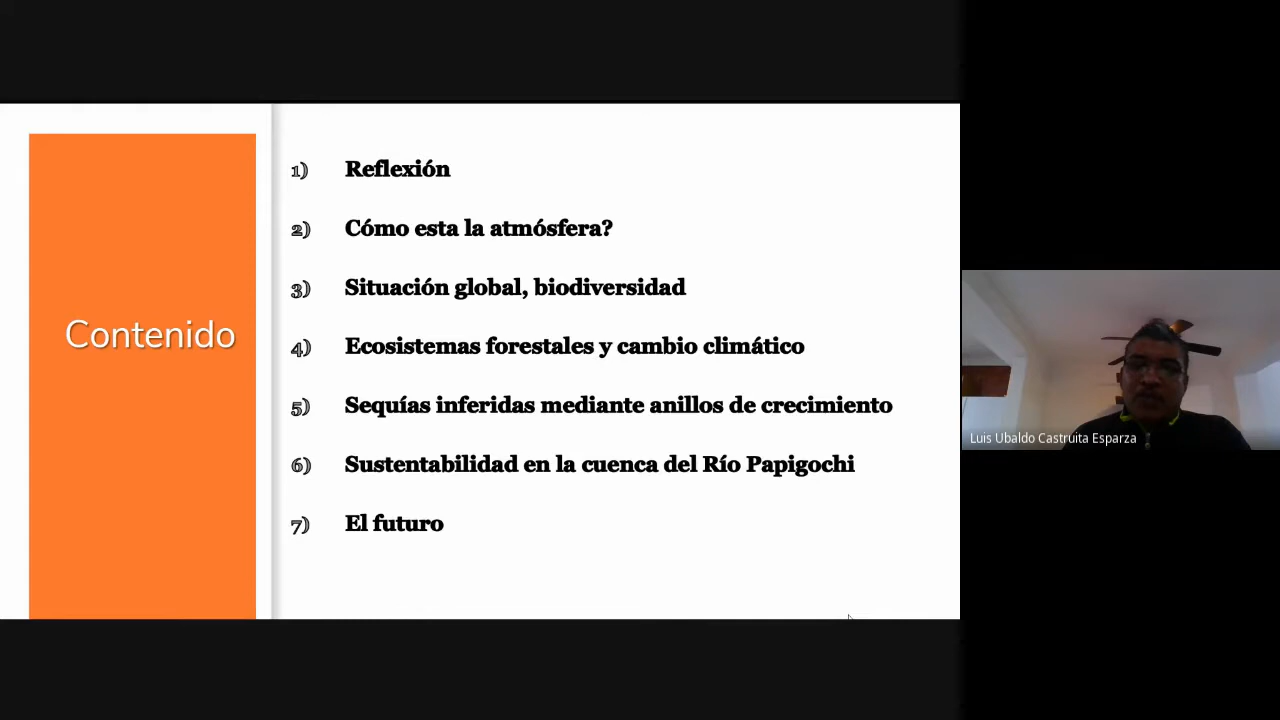 Contenido
1) Reflexión
2) Cómo esta la atmósfera?
3) Situación global, biodiversidad
4) Ecosistemas forestales y cambio climático
5) Sequías inferidas mediante anillos de crecimiento
6) Sustentabilidad en la cuenca del Río Papigochi
7) El futuro
Luis Ubaldo Castruita Esparza